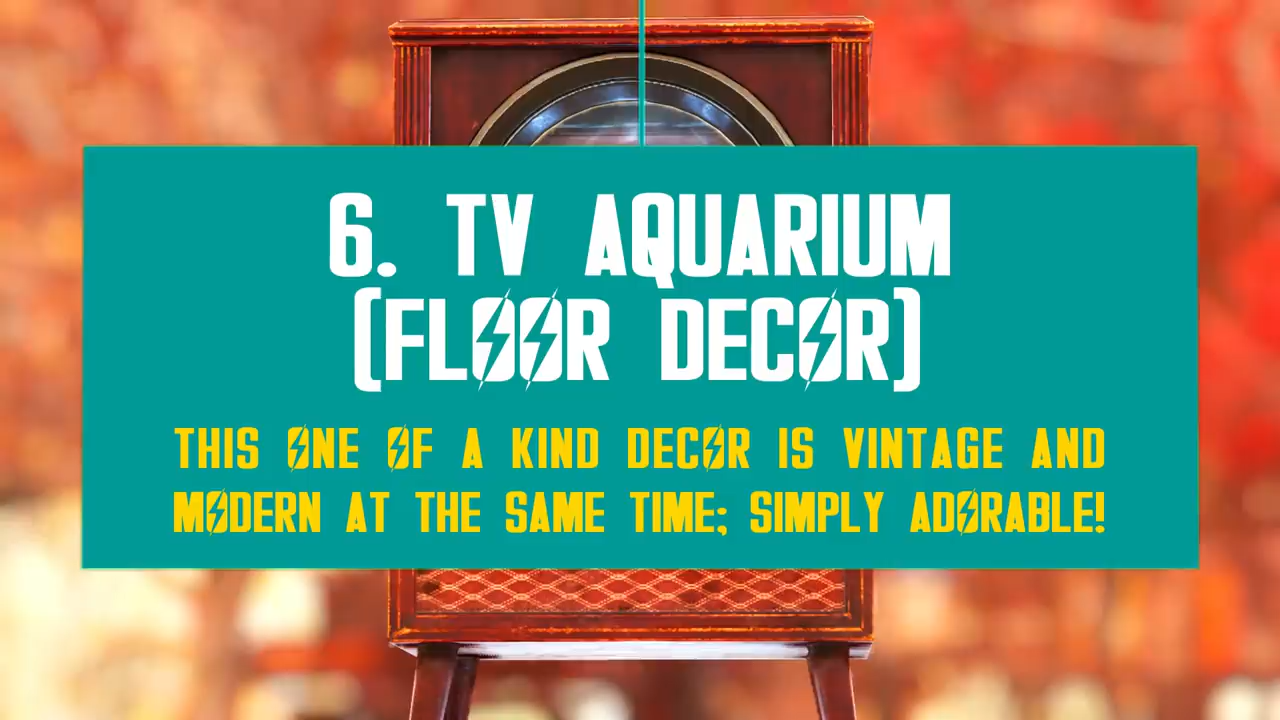 6. TV AQUARIUM
(FLOOR DECOR)
THIS ONE OF A KIND DECOR IS VINTAGE AND
MODERN AT THE SAME TIME; SIMPLY ADORABLE!